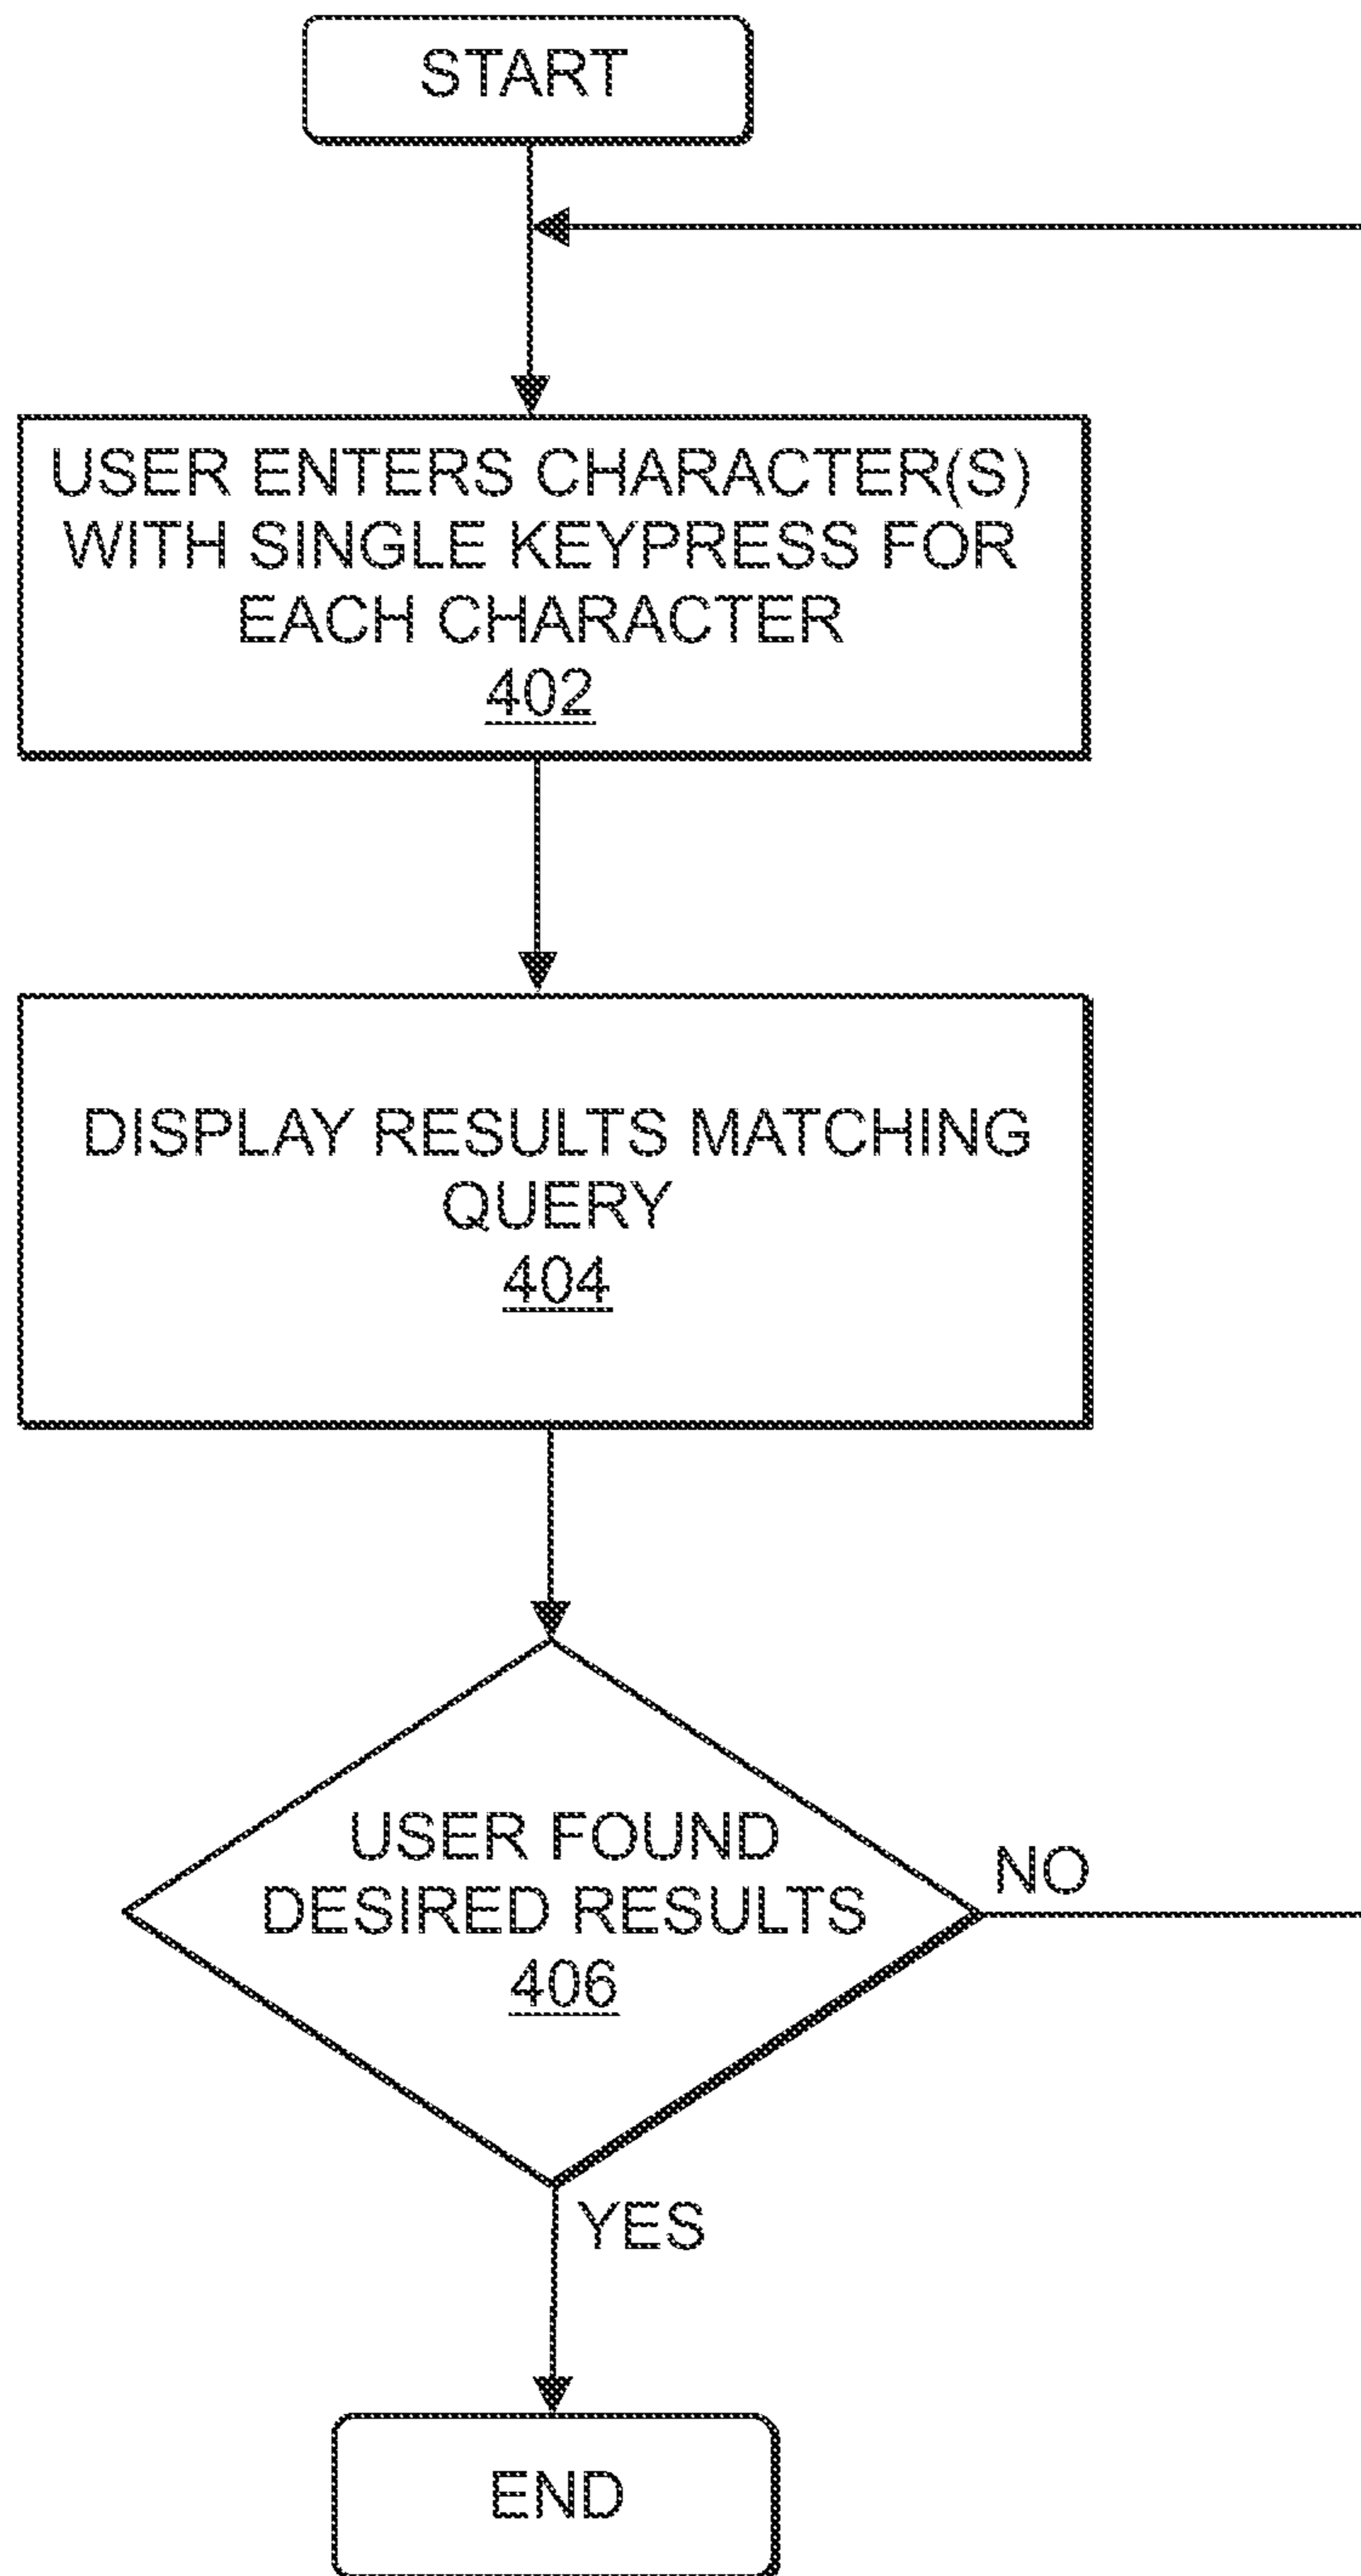 START
USER ENTERS CHARACTER(S)
WITH SINGLE KEYPRESS FOR
EACH CHARACTER
402
DISPLAY RESULTS MATCHING
QUERY
404
USER FOUND
DESIRED RESULTS
406
NO
YES
END